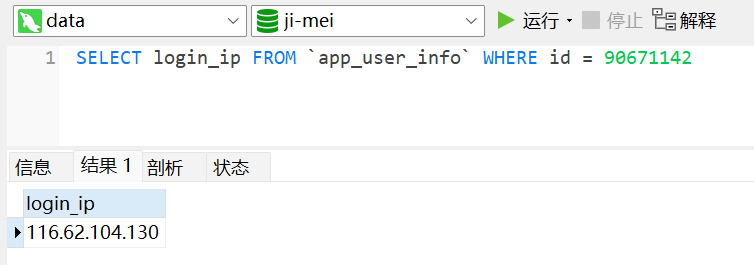 data ji-mei 运行 停止 解释
1 SELECT login_ip FROM `app_user_info` WHERE id = 90671142
信息 结果 1 剖析 状态
login_ip
116.62.104.130